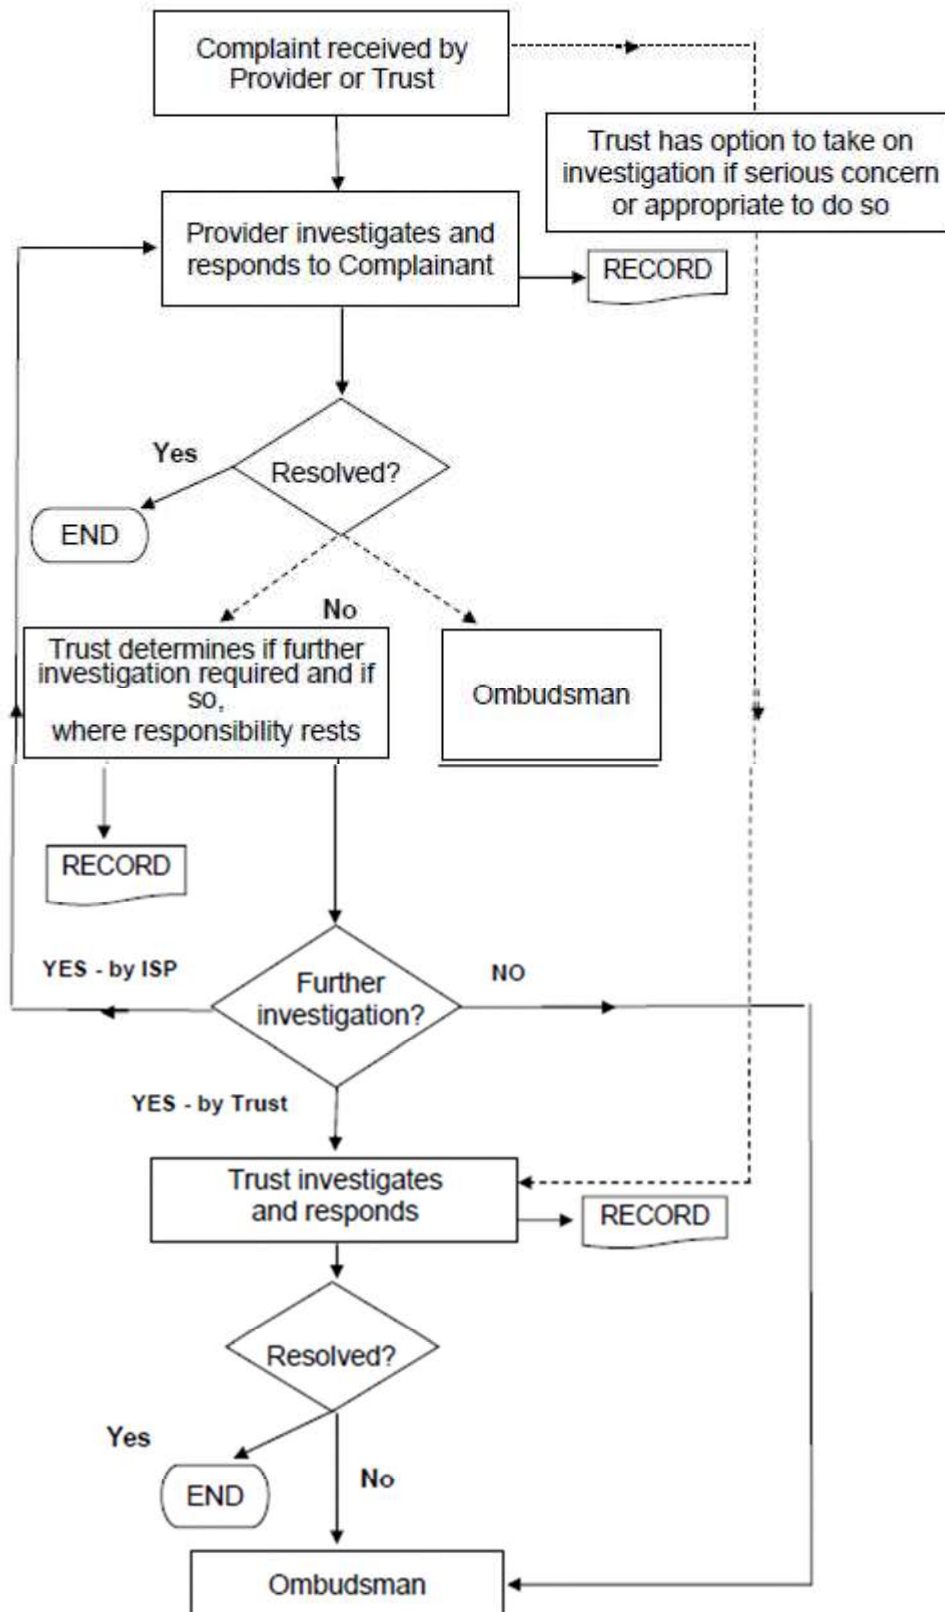 Complaint received by
Provider or Trust
Trust has option to take on
investigation if serious concern
or appropriate to do so
Provider investigates and
responds to Complainant
RECORD
Yes
Resolved?
END
No
Trust determines if further
investigation required and if
so,
where responsibility rests
Ombudsman
RECORD
YES - by ISP
Further
investigation?
NO
YES - by Trust
Trust investigates
and responds
RECORD
Resolved?
Yes
END
No
Ombudsman